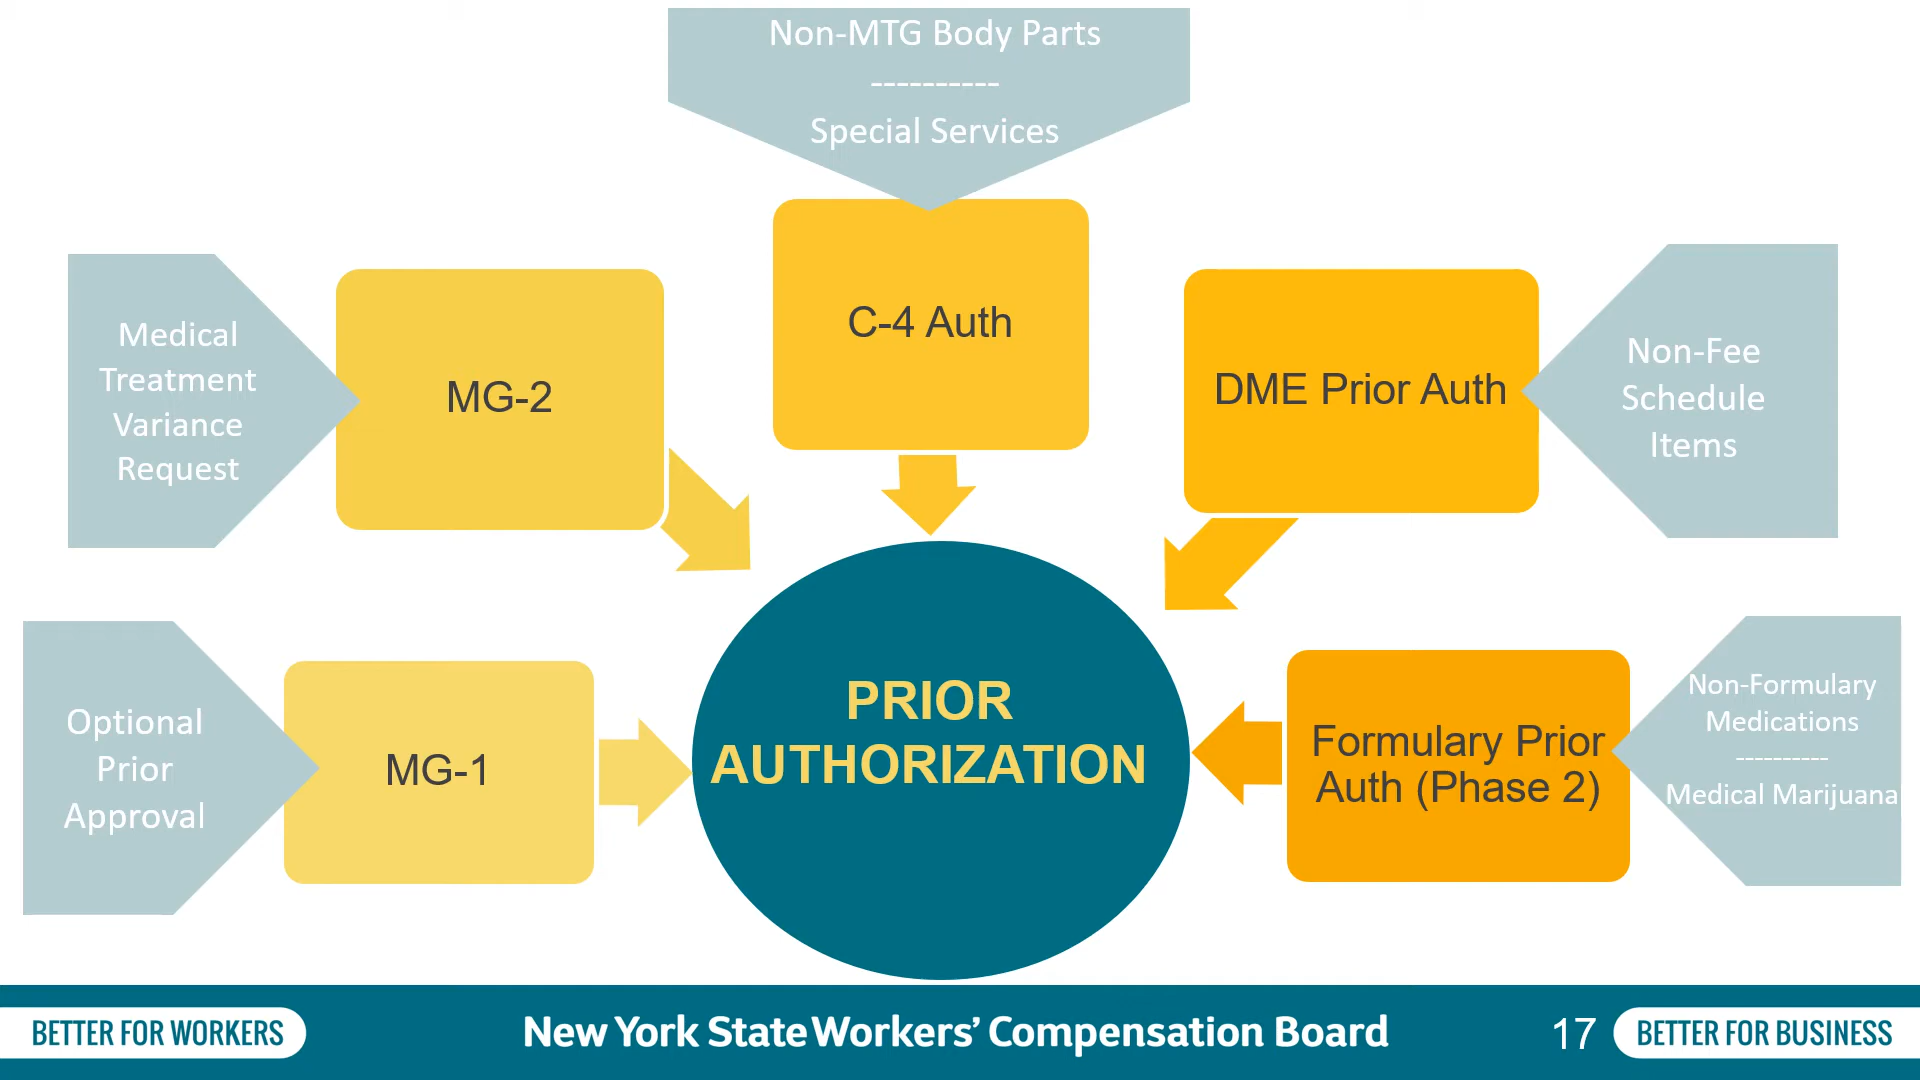 Non-MTG Body Parts
----------
Special Services
C-4 Auth
Medical
Treatment
Variance
Request
MG-2
DME Prior Auth
Non-Fee
Schedule
Items
Optional
Prior
Approval
MG-1
PRIOR
AUTHORIZATION
Formulary Prior
Auth (Phase 2)
Non-Formulary
Medications
----------
Medical Marijuana
BETTER FOR WORKERS
New York State Workers’ Compensation Board
17
BETTER FOR BUSINESS